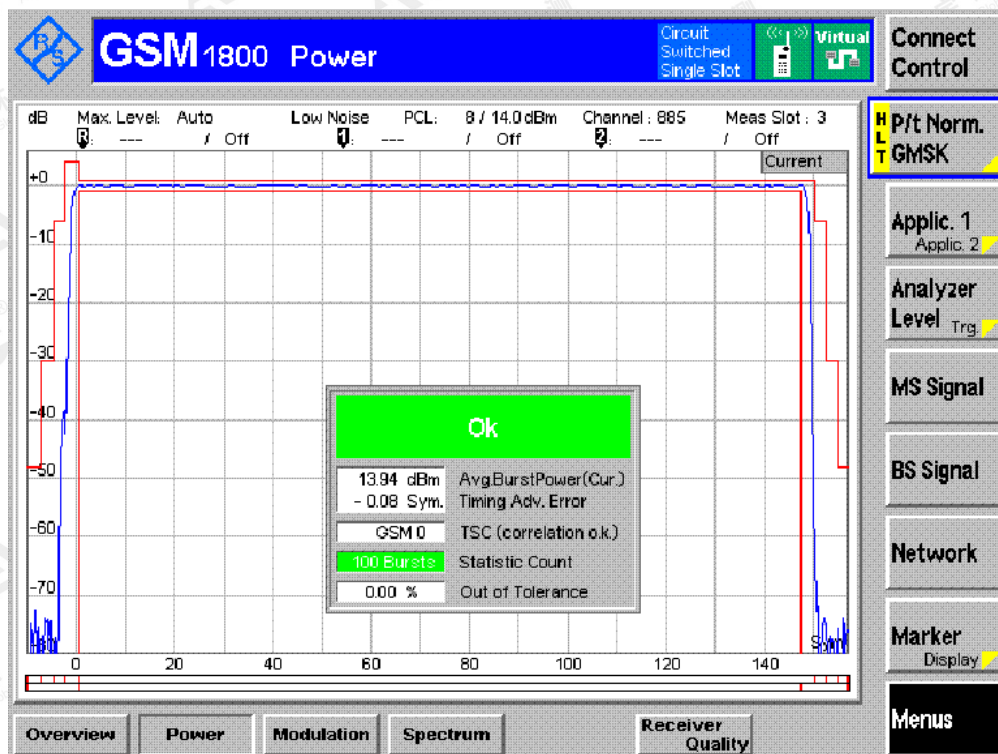 R S
GSM 1800 Power
Circuit Switched Single Slot
Virtual
Connect Control
dB Max. Level: Auto Low Noise PCL: 8 / 14.0 dBm Channel : 885 Meas Slot : 3
R: --- / Off 1: --- / Off 2: --- / Off
Current
HLT
P/t Norm. GMSK
Applic. 1
Applic. 2
Analyzer Level Trg.
MS Signal
BS Signal
Network
Marker
Display
Menus
+0
-10
-20
-30
-40
-50
-60
-70
Ok
13.94 dBm Avg.BurstPower(Cur.)
- 0.08 Sym. Timing Adv. Error
GSM 0 TSC (correlation o.k.)
100 Bursts Statistic Count
0.00 % Out of Tolerance
0 20 40 60 80 100 120 140
Overview Power Modulation Spectrum Receiver Quality